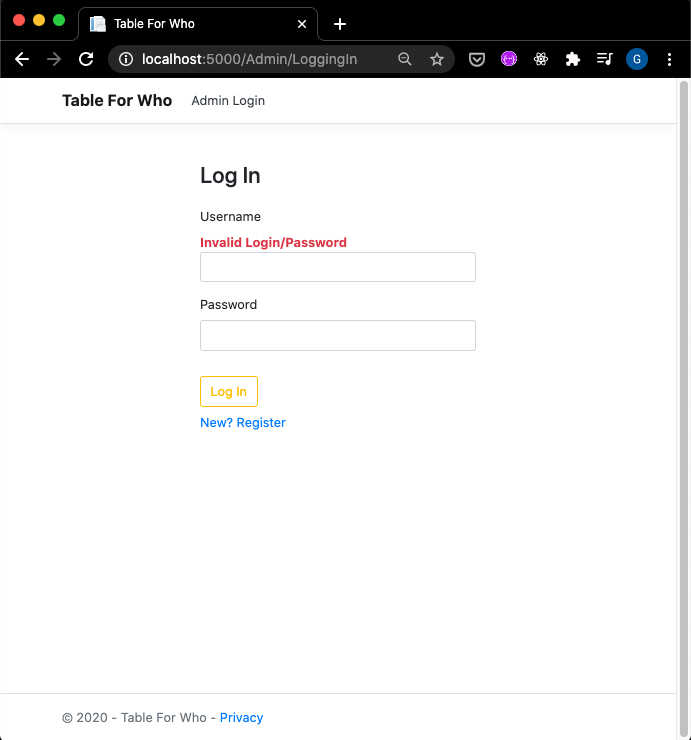 Table For Who
localhost:5000/Admin/LoggingIn
G
Table For Who Admin Login
Log In
Username
Invalid Login/Password
Password
Log In
New? Register
© 2020 - Table For Who - Privacy